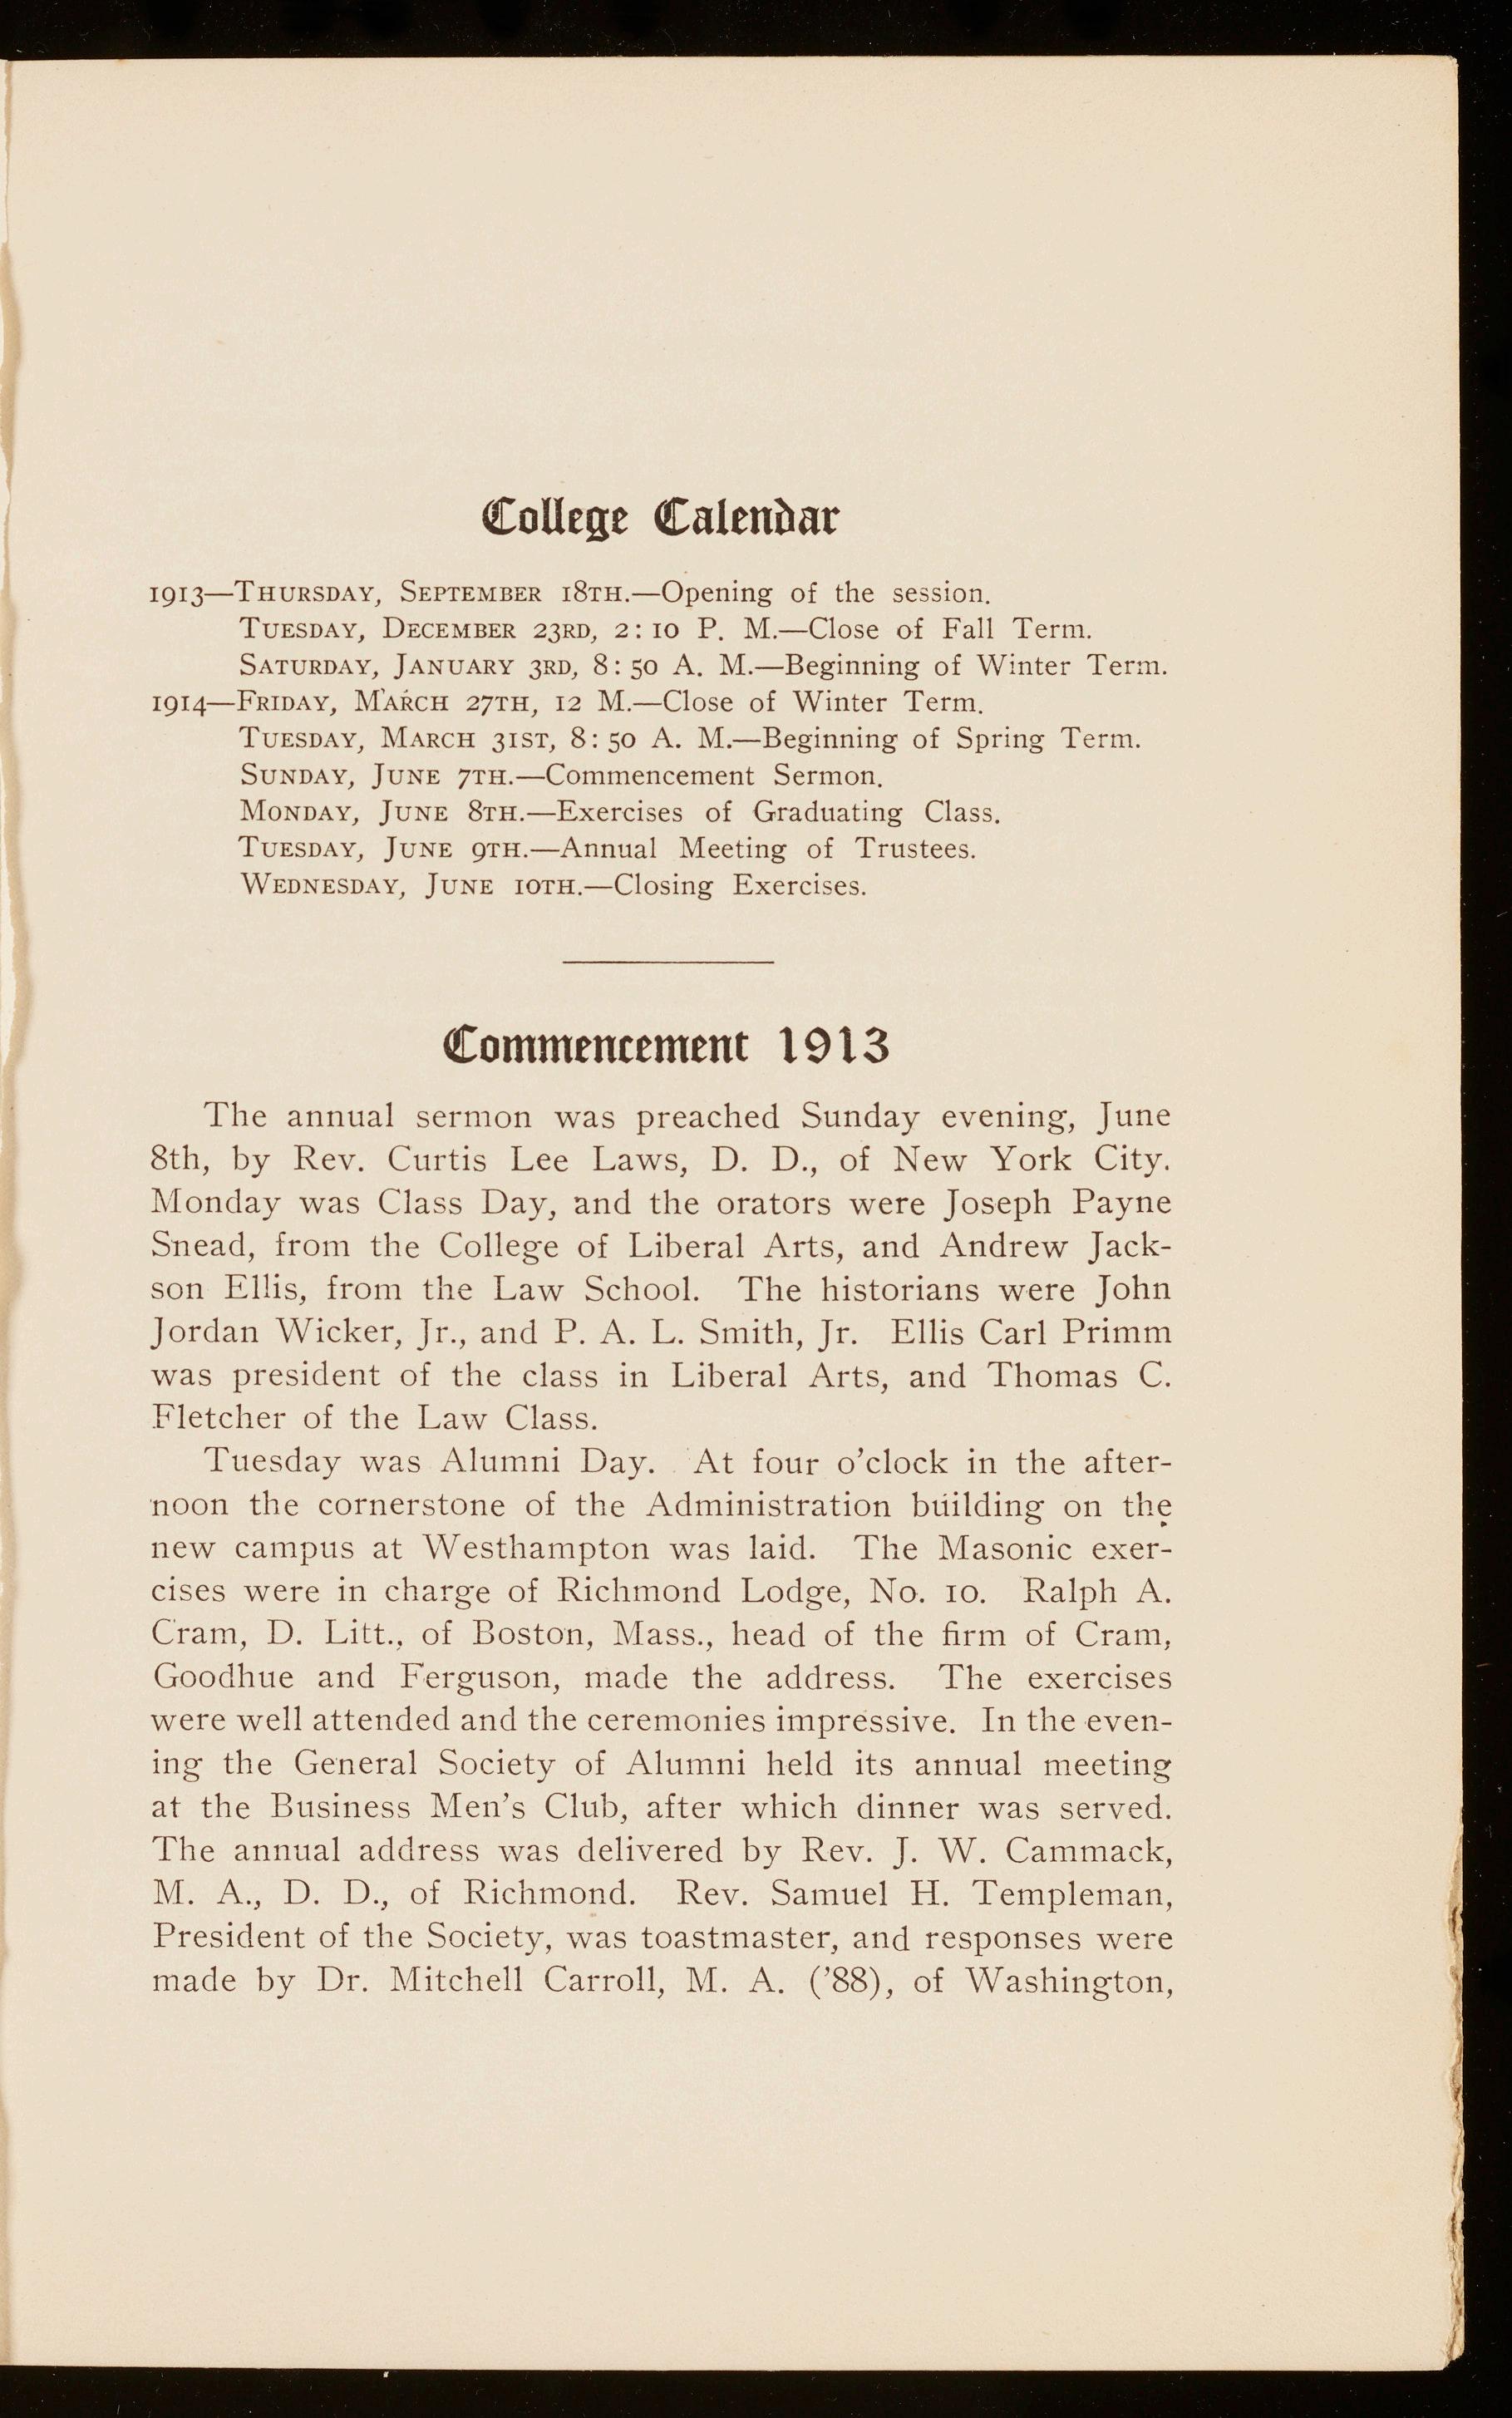 College Calendar
1913—Thursday, September 18th.—Opening of the session.
Tuesday, December 23rd, 2:10 P. M.—Close of Fall Term.
Saturday, January 3rd, 8:50 A. M.—Beginning of Winter Term.
1914—Friday, March 27th, 12 M.—Close of Winter Term.
Tuesday, March 31st, 8:50 A. M.—Beginning of Spring Term.
Sunday, June 7th.—Commencement Sermon.
Monday, June 8th.—Exercises of Graduating Class.
Tuesday, June 9th.—Annual Meeting of Trustees.
Wednesday, June 10th.—Closing Exercises.
Commencement 1913
The annual sermon was preached Sunday evening, June
8th, by Rev. Curtis Lee Laws, D. D., of New York City.
Monday was Class Day, and the orators were Joseph Payne
Snead, from the College of Liberal Arts, and Andrew Jack-
son Ellis, from the Law School. The historians were John
Jordan Wicker, Jr., and P. A. L. Smith, Jr. Ellis Carl Primm
was president of the class in Liberal Arts, and Thomas C.
Fletcher of the Law Class.
Tuesday was Alumni Day. At four o'clock in the after-
noon the cornerstone of the Administration building on the
new campus at Westhampton was laid. The Masonic exer-
cises were in charge of Richmond Lodge, No. 10. Ralph A.
Cram, D. Litt., of Boston, Mass., head of the firm of Cram,
Goodhue and Ferguson, made the address. The exercises
were well attended and the ceremonies impressive. In the even-
ing the General Society of Alumni held its annual meeting
at the Business Men's Club, after which dinner was served.
The annual address was delivered by Rev. J. W. Cammack,
M. A., D. D., of Richmond. Rev. Samuel H. Templeman,
President of the Society, was toastmaster, and responses were
made by Dr. Mitchell Carroll, M. A. ('88), of Washington,